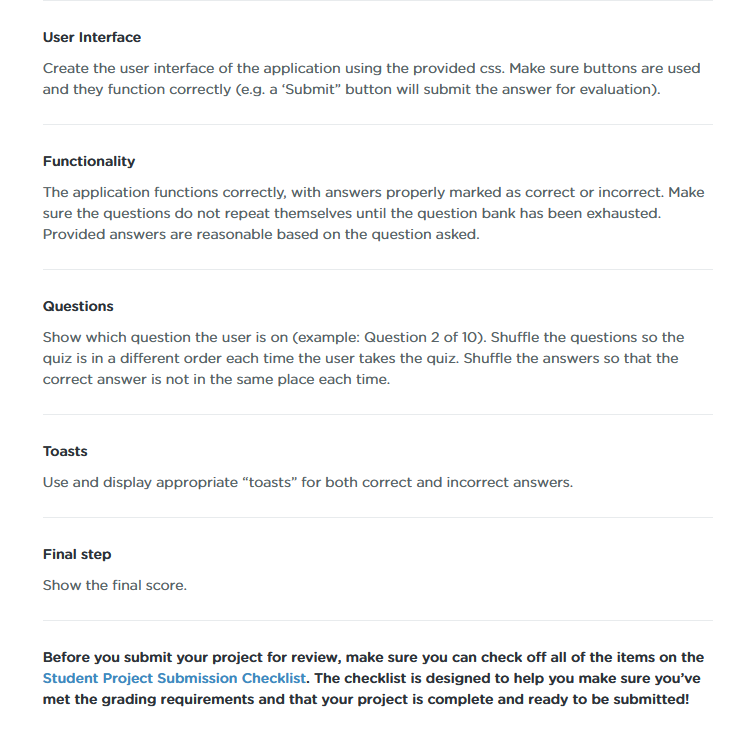 User Interface
Create the user interface of the application using the provided css. Make sure buttons are used
and they function correctly (e.g. a ‘Submit” button will submit the answer for evaluation).
Functionality
The application functions correctly, with answers properly marked as correct or incorrect. Make
sure the questions do not repeat themselves until the question bank has been exhausted.
Provided answers are reasonable based on the question asked.
Questions
Show which question the user is on (example: Question 2 of 10). Shuffle the questions so the
quiz is in a different order each time the user takes the quiz. Shuffle the answers so that the
correct answer is not in the same place each time.
Toasts
Use and display appropriate “toasts” for both correct and incorrect answers.
Final step
Show the final score.
Before you submit your project for review, make sure you can check off all of the items on the
Student Project Submission Checklist. The checklist is designed to help you make sure you’ve
met the grading requirements and that your project is complete and ready to be submitted!